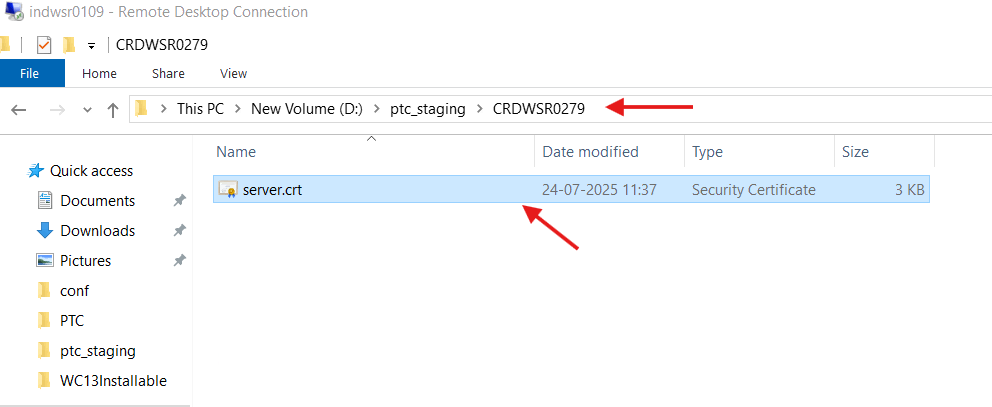 indwsr0109 - Remote Desktop Connection
CRDWSR0279
File Home Share View
This PC New Volume (D:) ptc_staging CRDWSR0279
Name Date modified Type Size
Quick access
server.crt 24-07-2025 11:37 Security Certificate 3 KB
Documents
Downloads
Pictures
conf
PTC
ptc_staging
WC13Installable